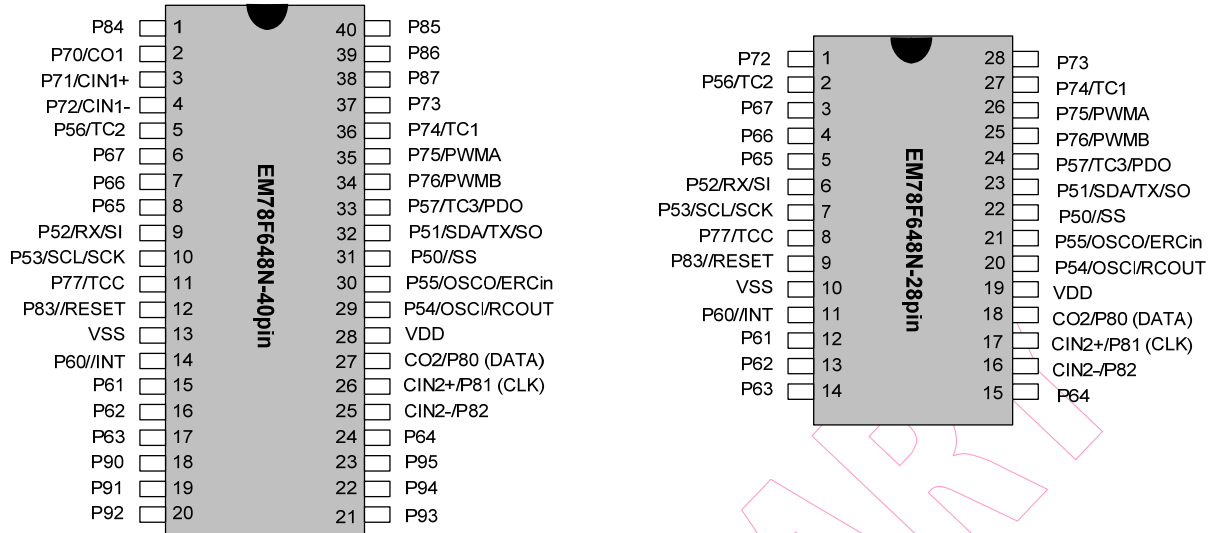 P84 1 40 P85
P70/CO1 2 39 P86
P71/CIN1+ 3 38 P87
P72/CIN1- 4 37 P73
P56/TC2 5 36 P74/TC1
P67 6 35 P75/PWMA
P66 7 34 P76/PWMB
P65 8 33 P57/TC3/PDO
P52/RX/SI 9 32 P51/SDA/TX/SO
P53/SCL/SCK 10 31 P50//SS
P77/TCC 11 30 P55/OSCO/ERCin
P83//RESET 12 29 P54/OSCI/RCOUT
VSS 13 28 VDD
P60//INT 14 27 CO2/P80 (DATA)
P61 15 26 CIN2+/P81 (CLK)
P62 16 25 CIN2-/P82
P63 17 24 P64
P90 18 23 P95
P91 19 22 P94
P92 20 21 P93
EM78F648N-40pin
P72 1 28 P73
P56/TC2 2 27 P74/TC1
P67 3 26 P75/PWMA
P66 4 25 P76/PWMB
P65 5 24 P57/TC3/PDO
P52/RX/SI 6 23 P51/SDA/TX/SO
P53/SCL/SCK 7 22 P50//SS
P77/TCC 8 21 P55/OSCO/ERCin
P83//RESET 9 20 P54/OSCI/RCOUT
VSS 10 19 VDD
P60//INT 11 18 CO2/P80 (DATA)
P61 12 17 CIN2+/P81 (CLK)
P62 13 16 CIN2-/P82
P63 14 15 P64
EM78F648N-28pin